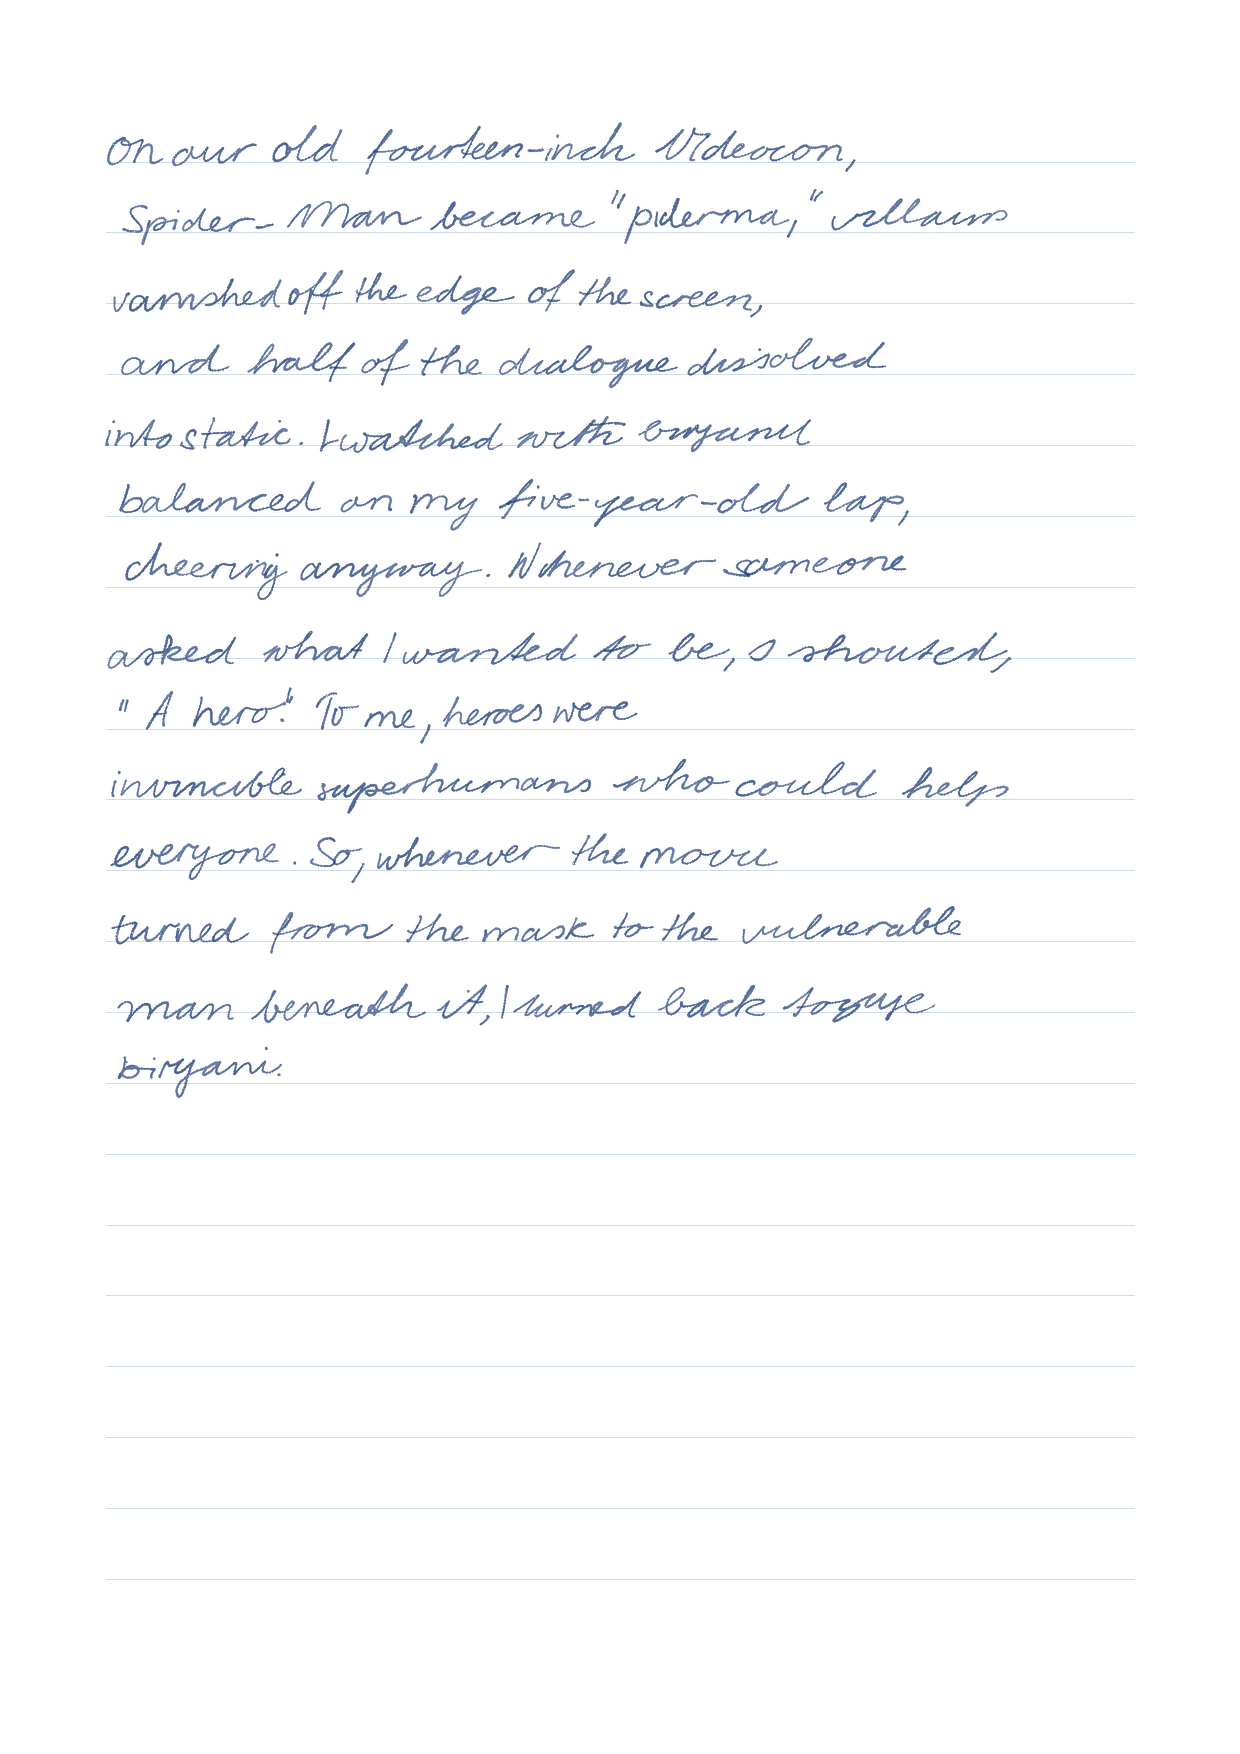 On our old fourteen-inch Videocon,
Spider-Man became "piderma," villains
vanished off the edge of the screen,
and half of the dialogue dissolved
into static. I watched with biryani
balanced on my five-year-old lap,
cheering anyway. Whenever someone
asked what I wanted to be, I shouted,
"A hero." To me, heroes were
invincible superhumans who could help
everyone. So, whenever the movie
turned from the mask to the vulnerable
man beneath it, I turned back to
biryani.